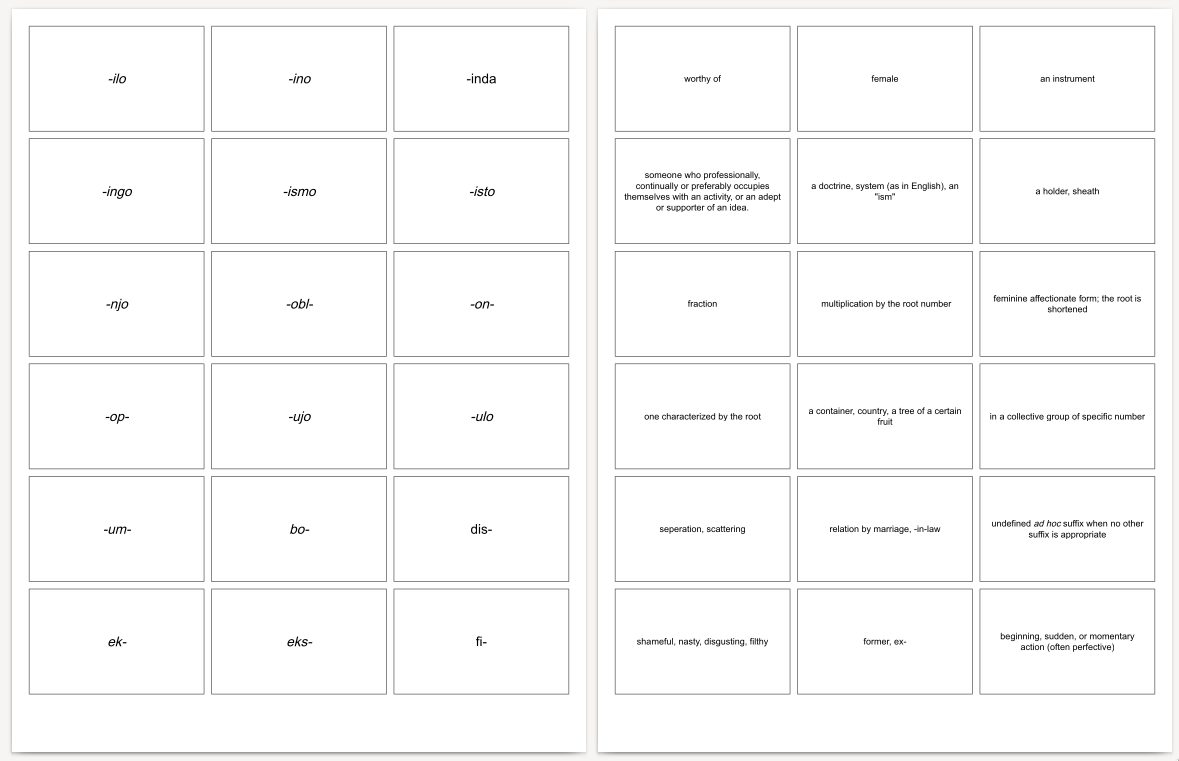 -ilo
-ino
-inda
-ingo
-ismo
-isto
-njo
-obl-
-on-
-op-
-ujo
-ulo
-um-
bo-
dis-
ek-
eks-
fi-
worthy of
female
an instrument
someone who professionally,
continually or preferably occupies
themselves with an activity, or an adept
or supporter of an idea.
a doctrine, system (as in English), an
"ism"
a holder, sheath
fraction
multiplication by the root number
feminine affectionate form; the root is
shortened
one characterized by the root
a container, country, a tree of a certain
fruit
in a collective group of specific number
seperation, scattering
relation by marriage, -in-law
undefined ad hoc suffix when no other
suffix is appropriate
shameful, nasty, disgusting, filthy
former, ex-
beginning, sudden, or momentary
action (often perfective)